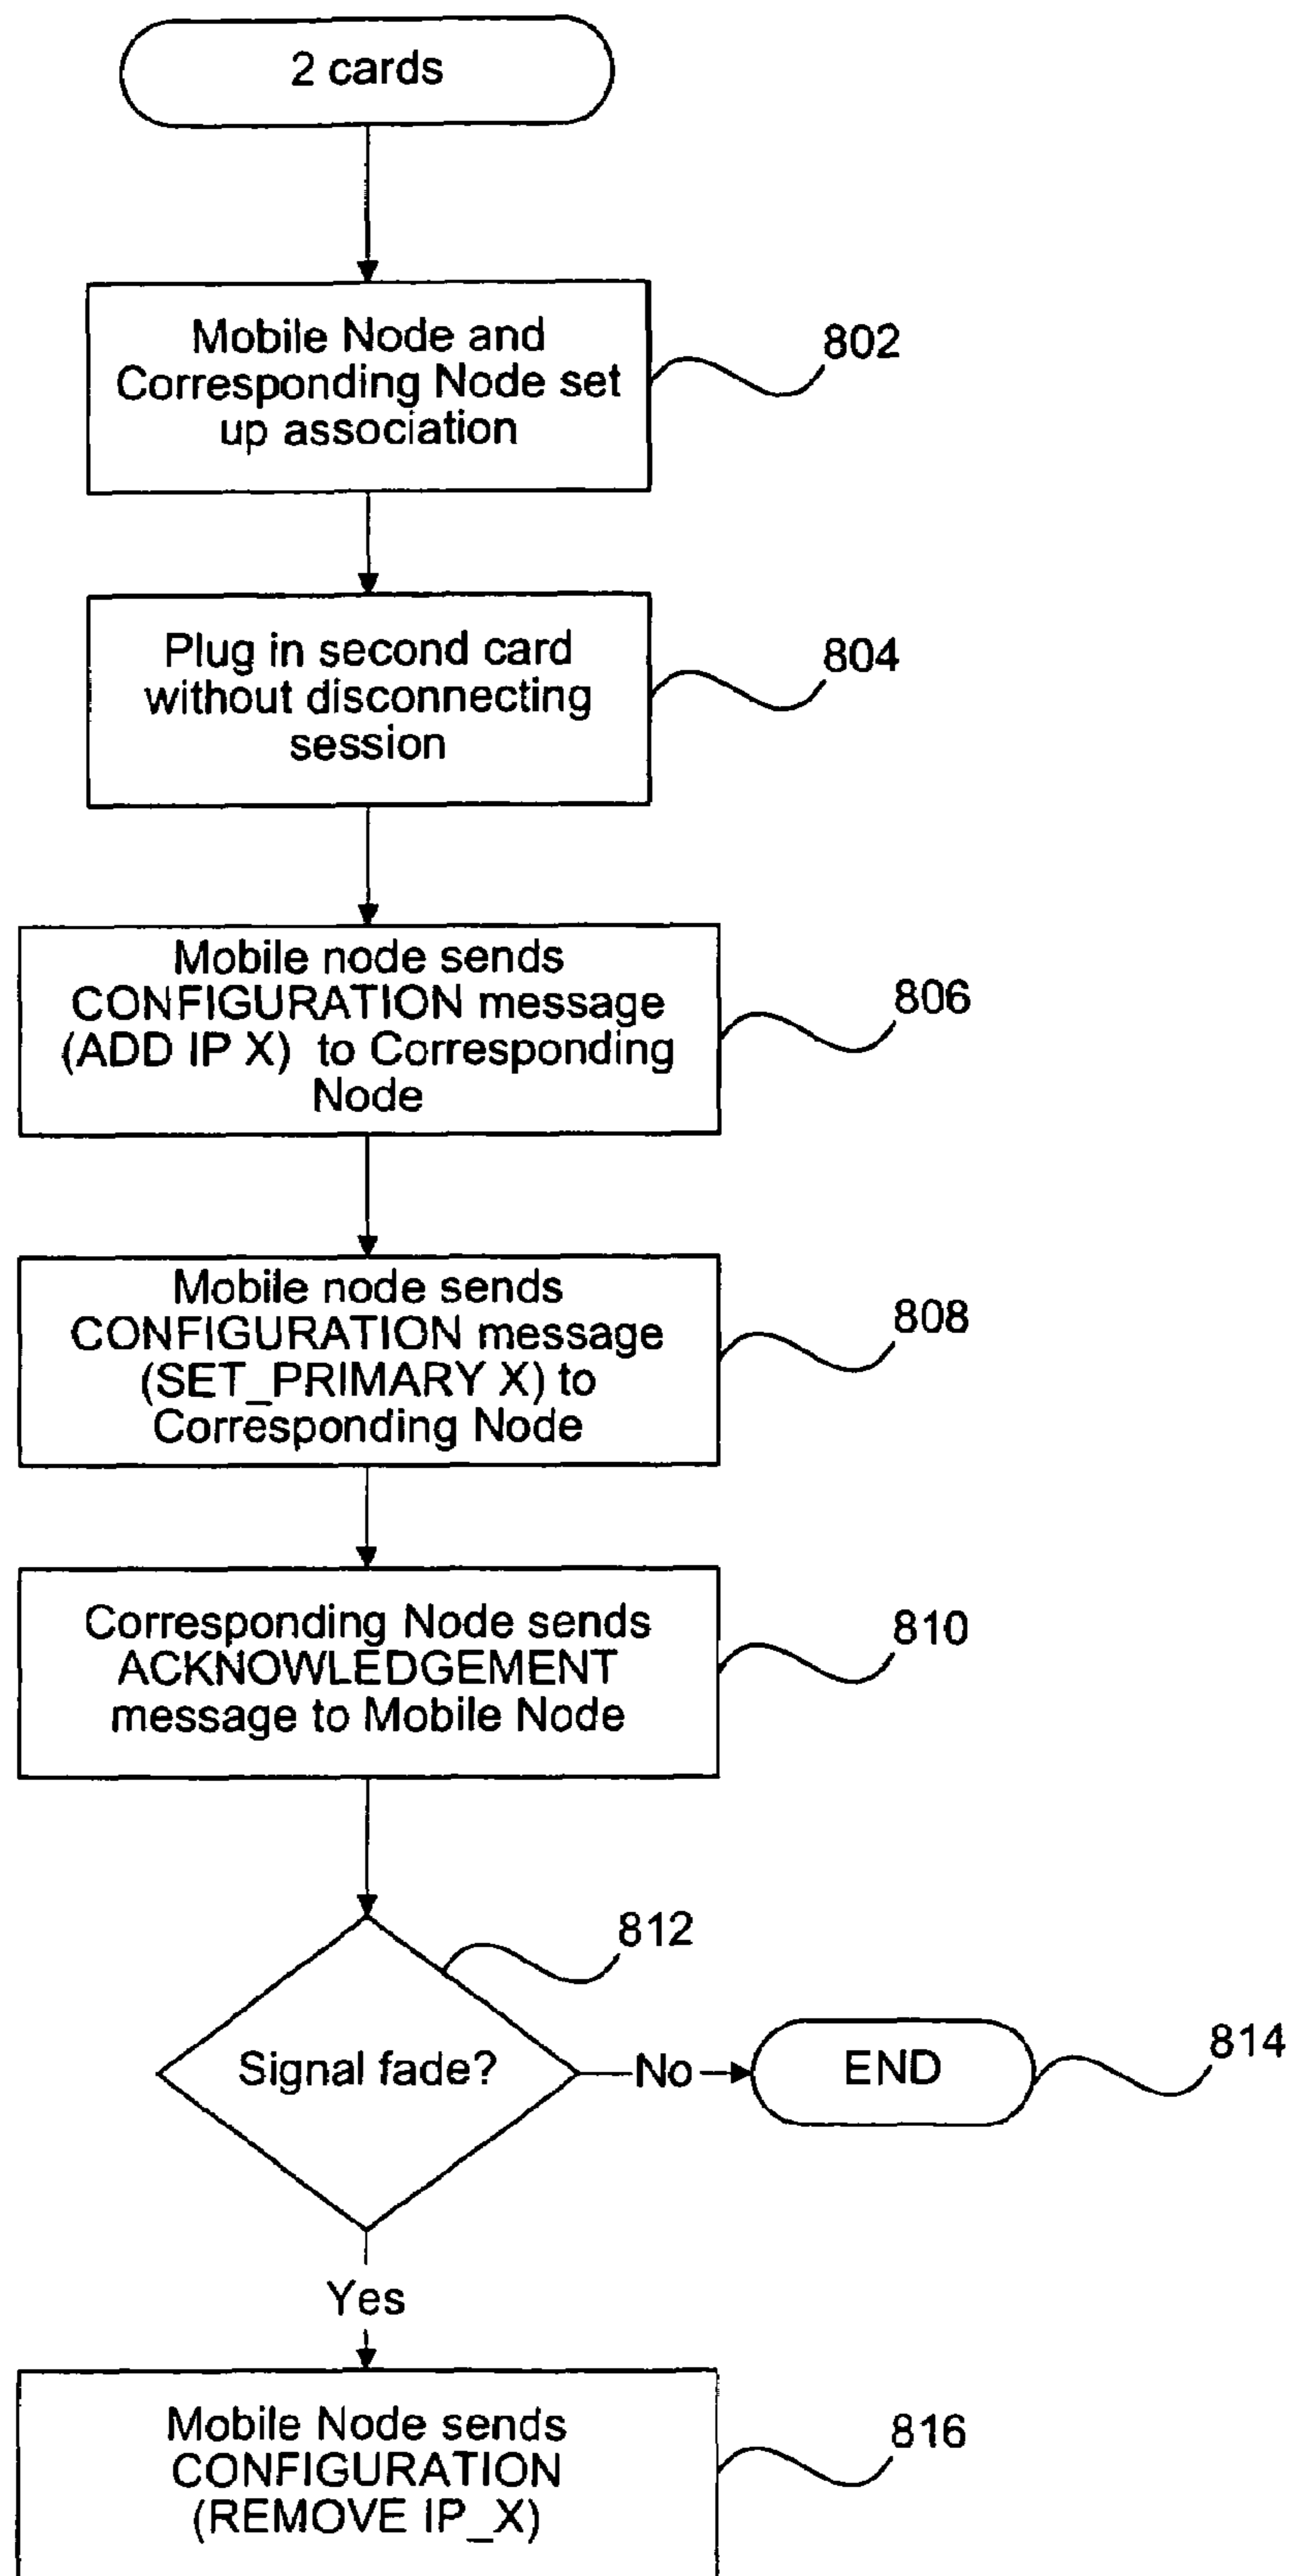 2 cards
Mobile Node and
Corresponding Node set
up association
802
Plug in second card
without disconnecting
session
804
Mobile node sends
CONFIGURATION message
(ADD IP X) to Corresponding
Node
806
Mobile node sends
CONFIGURATION message
(SET_PRIMARY X) to
Corresponding Node
808
Corresponding Node sends
ACKNOWLEDGEMENT
message to Mobile Node
810
812
Signal fade?
No
END
814
Yes
Mobile Node sends
CONFIGURATION
(REMOVE IP_X)
816